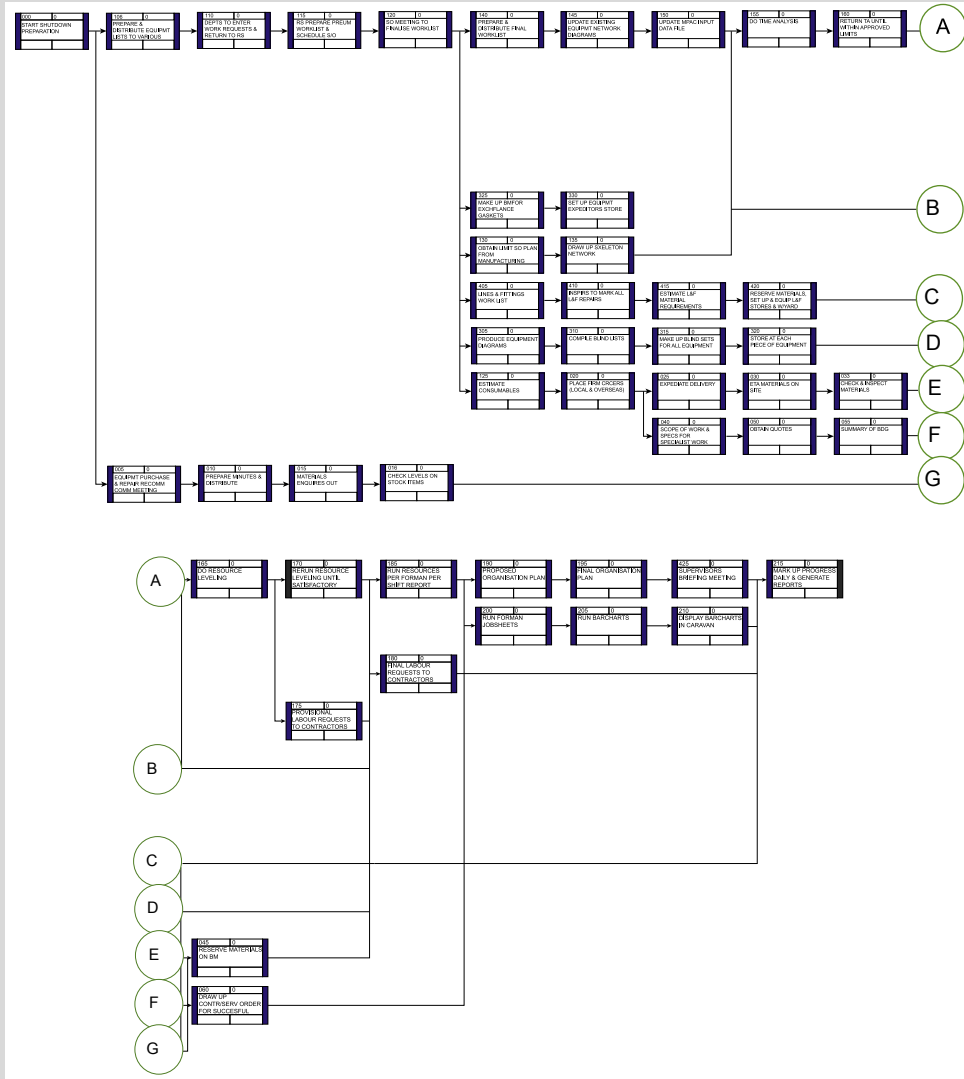 000 0
START SHUTDOWN
PREPARATION
106 0
PREPARE &
DISTRIBUTE EQUIPMT
LISTS TO VARIOUS
110 0
DEPTS TO ENTER
WORK REQUESTS &
RETURN TO RS
115 0
RS PREPARE PREUM
WORKLIST &
SCHEDULE S/O
120 0
SO MEETING TO
FINALISE WORKLIST
140 0
PREPARE &
DISTRIBUTE FINAL
WORKLIST
145 0
UPDATE EXISTING
EQUIPMT NETWORK
DIAGRAMS
150 0
UPDATE MPAC INPUT
DATA FILE
155 0
DO TIME ANALYSIS
160 0
RETURN TA UNTIL
WITHIN APPROVED
LIMITS
A
325 0
MAKE UP BMFOR
EXCHFLANCE
GASKETS
330 0
SET UP EQUIPMT
EXPEDITORS STORE
B
130 0
OBTAIN LIMIT SO PLAN
FROM
MANUFACTURING
135 0
DRAW UP SXELETON
NETWORK
405 0
LINES & FITTINGS
WORK LIST
410 0
INSPIRS TO MARK ALL
L&F REPAIRS
415 0
ESTIMATE L&F
MATERIAL
REQUIREMENTS
420 0
RESERVE MATERIALS,
SET UP & EQUIP L&F
STORES & W/YARD
C
305 0
PRODUCE EQUIPMENT
DIAGRAMS
310 0
COMPILE BLIND LISTS
315 0
MAKE UP BLIND SETS
FOR ALL EQUIPMENT
320 0
STORE AT EACH
PIECE OF EQUIPMENT
D
125 0
ESTIMATE
CONSUMABLES
020 0
PLACE FIRM CRCERS
(LOCAL & OVERSEAS)
025 0
EXPEDIATE DELIVERY
030 0
ETA MATERIALS ON
SITE
033 0
CHECK & INSPECT
MATERIALS
E
040 0
SCOPE OF WORK &
SPECS FOR
SPECIALIST WORK
050 0
OBTAIN QUOTES
055 0
SUMMARY OF BDG
F
005 0
EQUIPMT PURCHASE
& REPAIR RECOMM
COMM MEETING
010 0
PREPARE MINUTES &
DISTRIBUTE
015 0
MATERIALS
ENQUIRES OUT
016 0
CHECK LEVELS ON
STOCK ITEMS
G
A
165 0
DO RESOURCE
LEVELING
170 0
RERUN RESOURCE
LEVELING UNTIL
SATISFACTORY
185 0
RUN RESOURCES
PER FORMAN PER
SHIFT REPORT
190 0
PROPOSED
ORGANISATION PLAN
195 0
FINAL ORGANISATION
PLAN
425 0
SUPERVISORS
BRIEFING MEETING
215 0
MARK UP PROGRESS
DAILY & GENERATE
REPORTS
200 0
RUN FORMAN
JOBSHEETS
205 0
RUN BARCHARTS
210 0
DISPLAY BARCHARTS
IN CARAVAN
180 0
FINAL LABOUR
REQUESTS TO
CONTRACTORS
175 0
PROVISIONAL
LABOUR REQUESTS
TO CONTRACTORS
B
C
D
E
045 0
RESERVE MATERIALS
ON BM
F
060 0
DRAW UP
CONTR/SERV ORDER
FOR SUCCESFUL
G